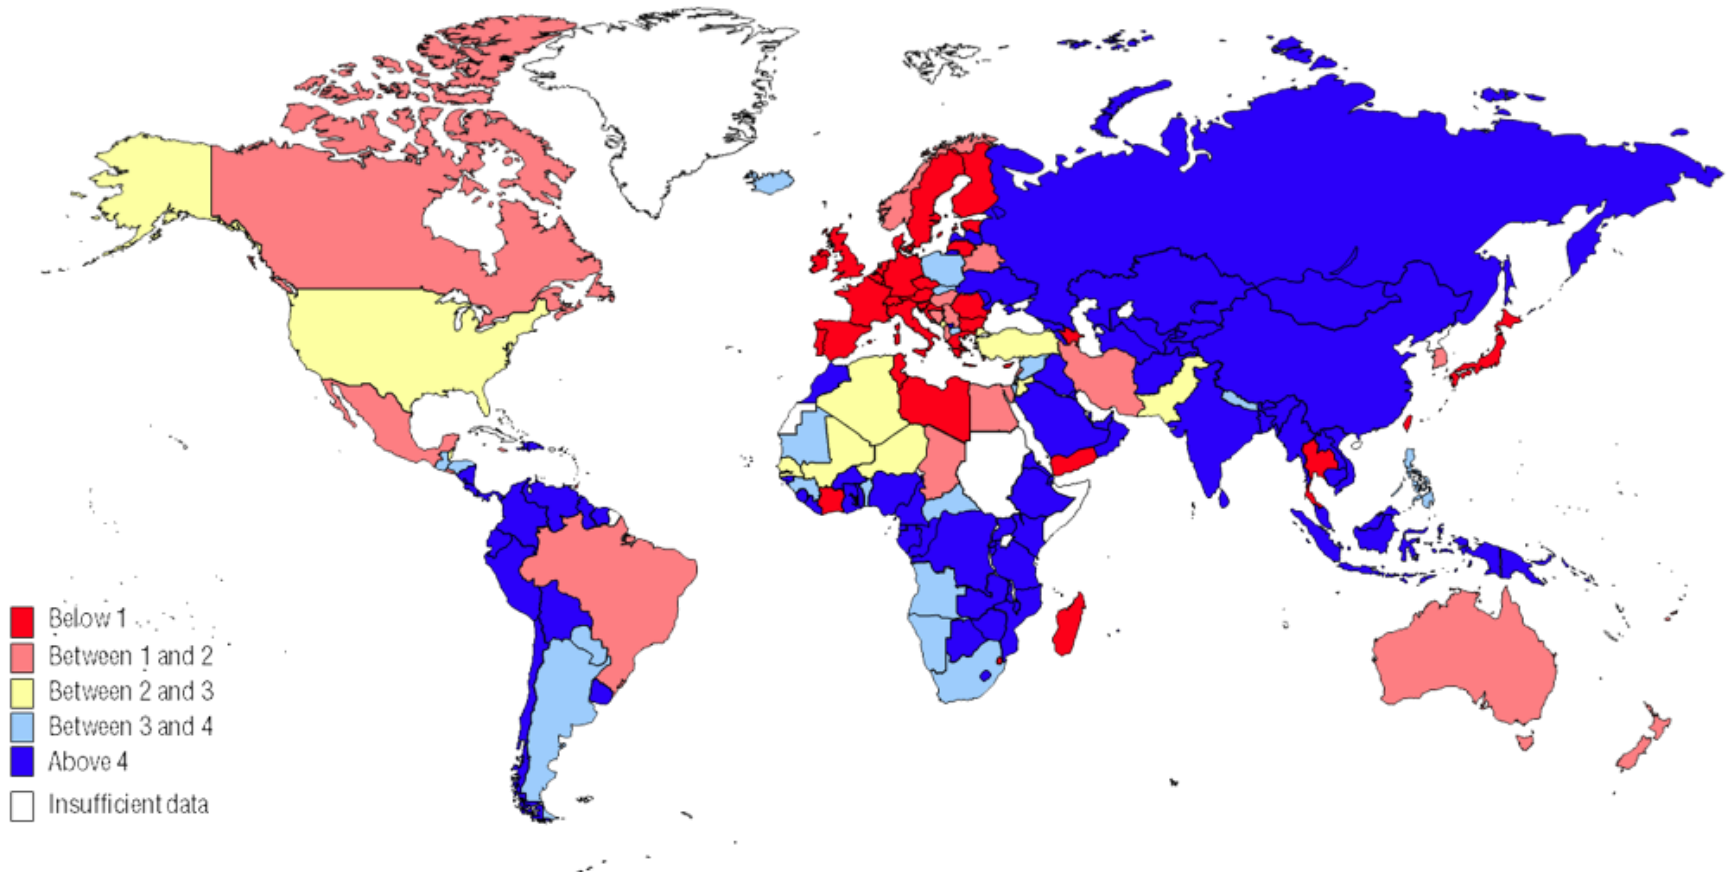 Below 1
Between 1 and 2
Between 2 and 3
Between 3 and 4
Above 4
Insufficient data